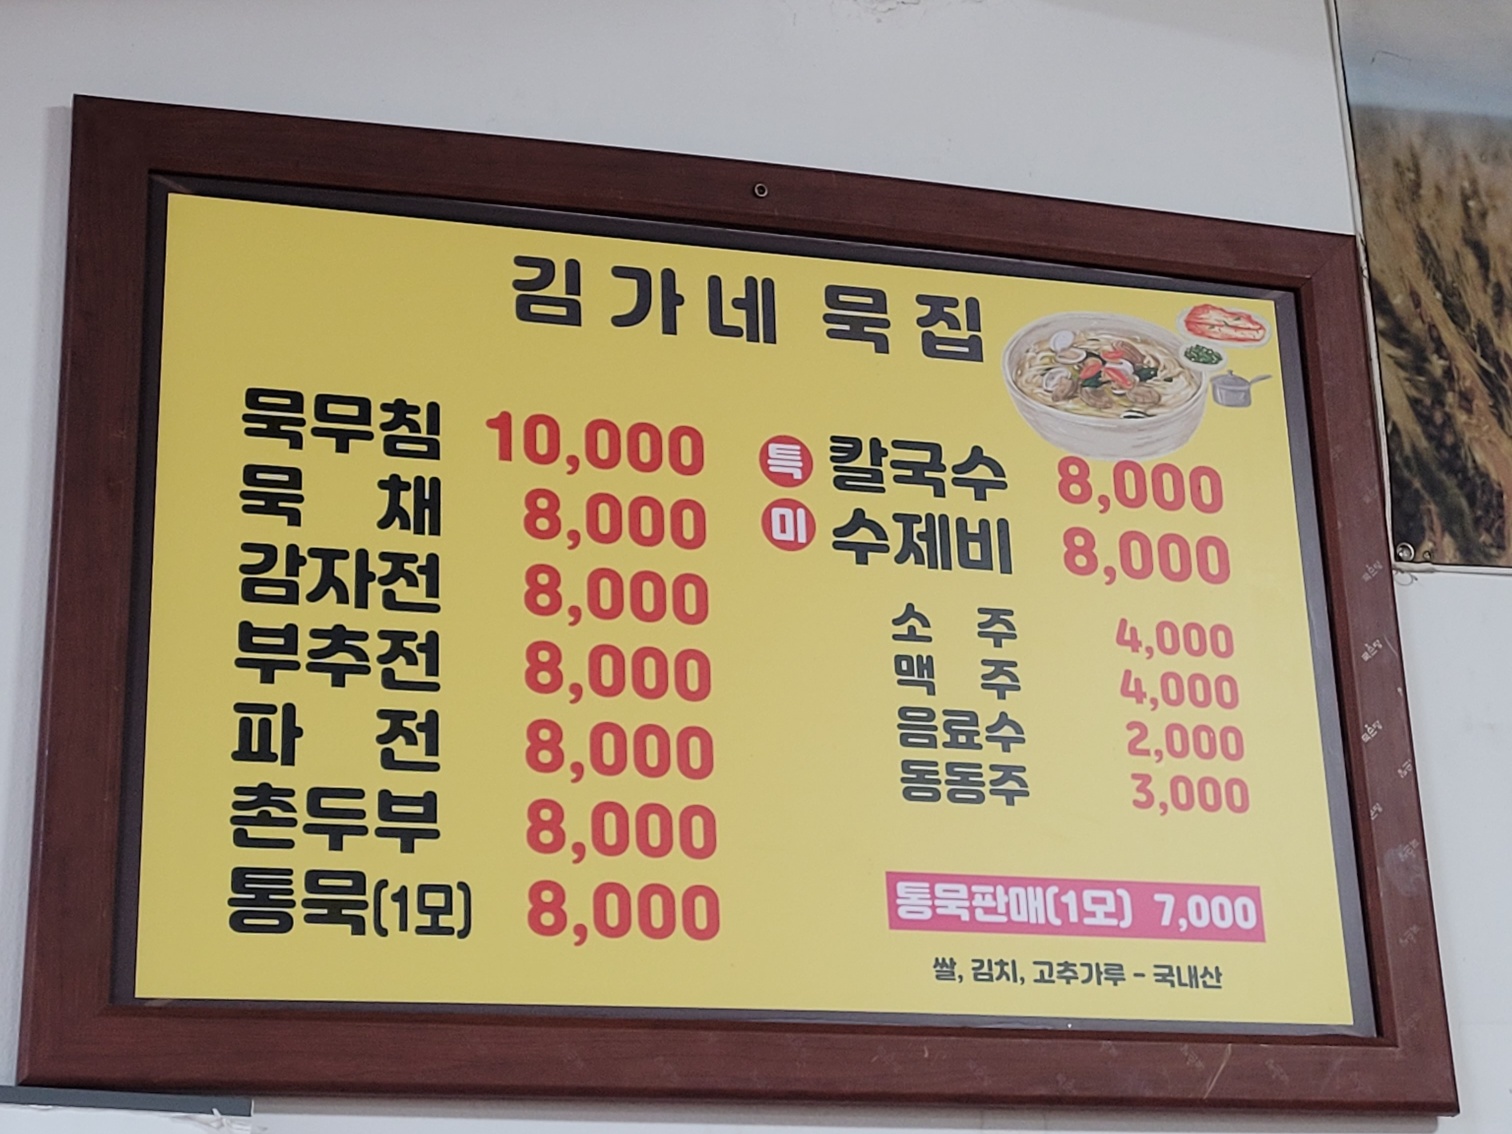 김가네 묵집
묵무침 10,000
묵 채 8,000
감자전 8,000
부추전 8,000
파 전 8,000
촌두부 8,000
통묵(1모) 8,000
특 칼국수 8,000
미 수제비 8,000
소 주 4,000
맥 주 4,000
음료수 2,000
동동주 3,000
통묵판매(1모) 7,000
쌀, 김치, 고추가루 - 국내산